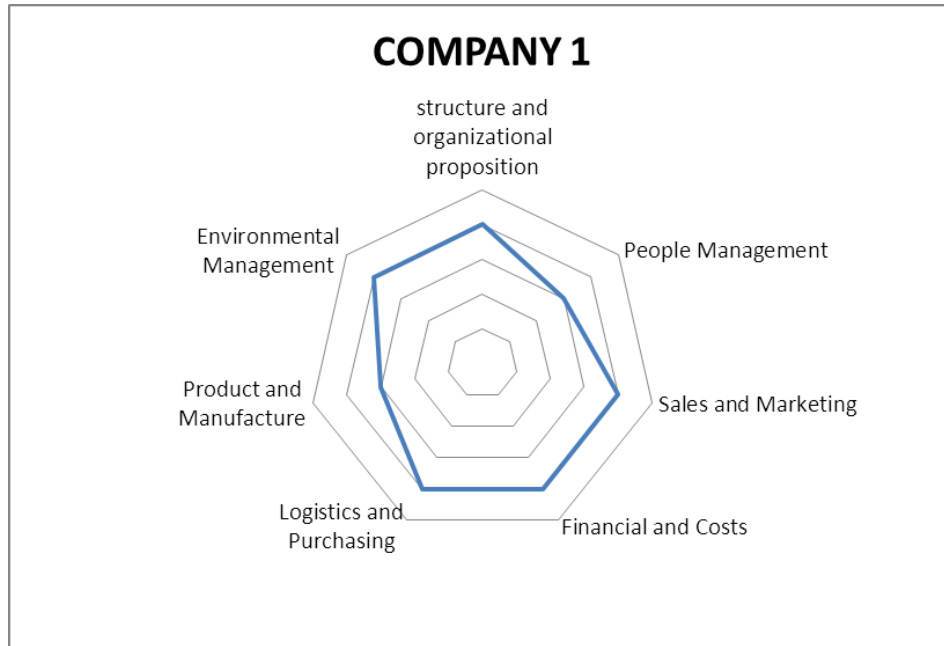 COMPANY 1
structure and
organizational
proposition
People Management
Sales and Marketing
Financial and Costs
Logistics and
Purchasing
Product and
Manufacture
Environmental
Management